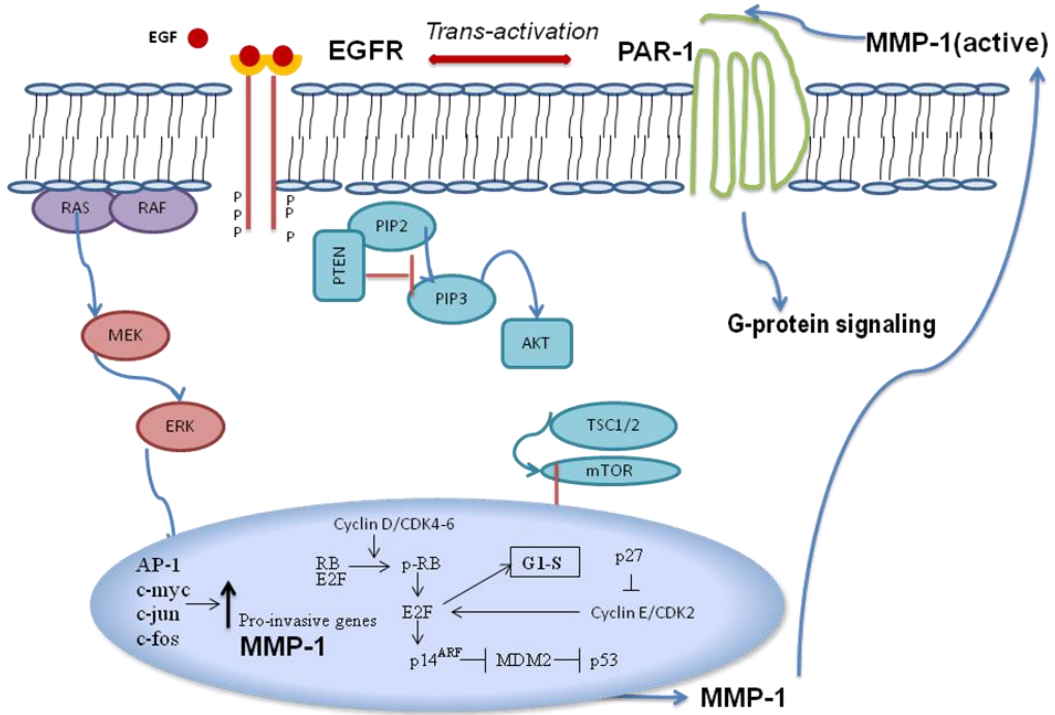 EGF
EGFR
Trans-activation
PAR-1
MMP-1(active)
RAS
RAF
P
P
P
P
P
P
PTEN
PIP2
PIP3
AKT
G-protein signaling
MEK
ERK
TSC1/2
mTOR
AP-1
c-myc
c-jun
c-fos
Pro-invasive genes
MMP-1
Cyclin D/CDK4-6
RB
E2F
p-RB
G1-S
p27
E2F
Cyclin E/CDK2
p14ARF
MDM2
p53
MMP-1